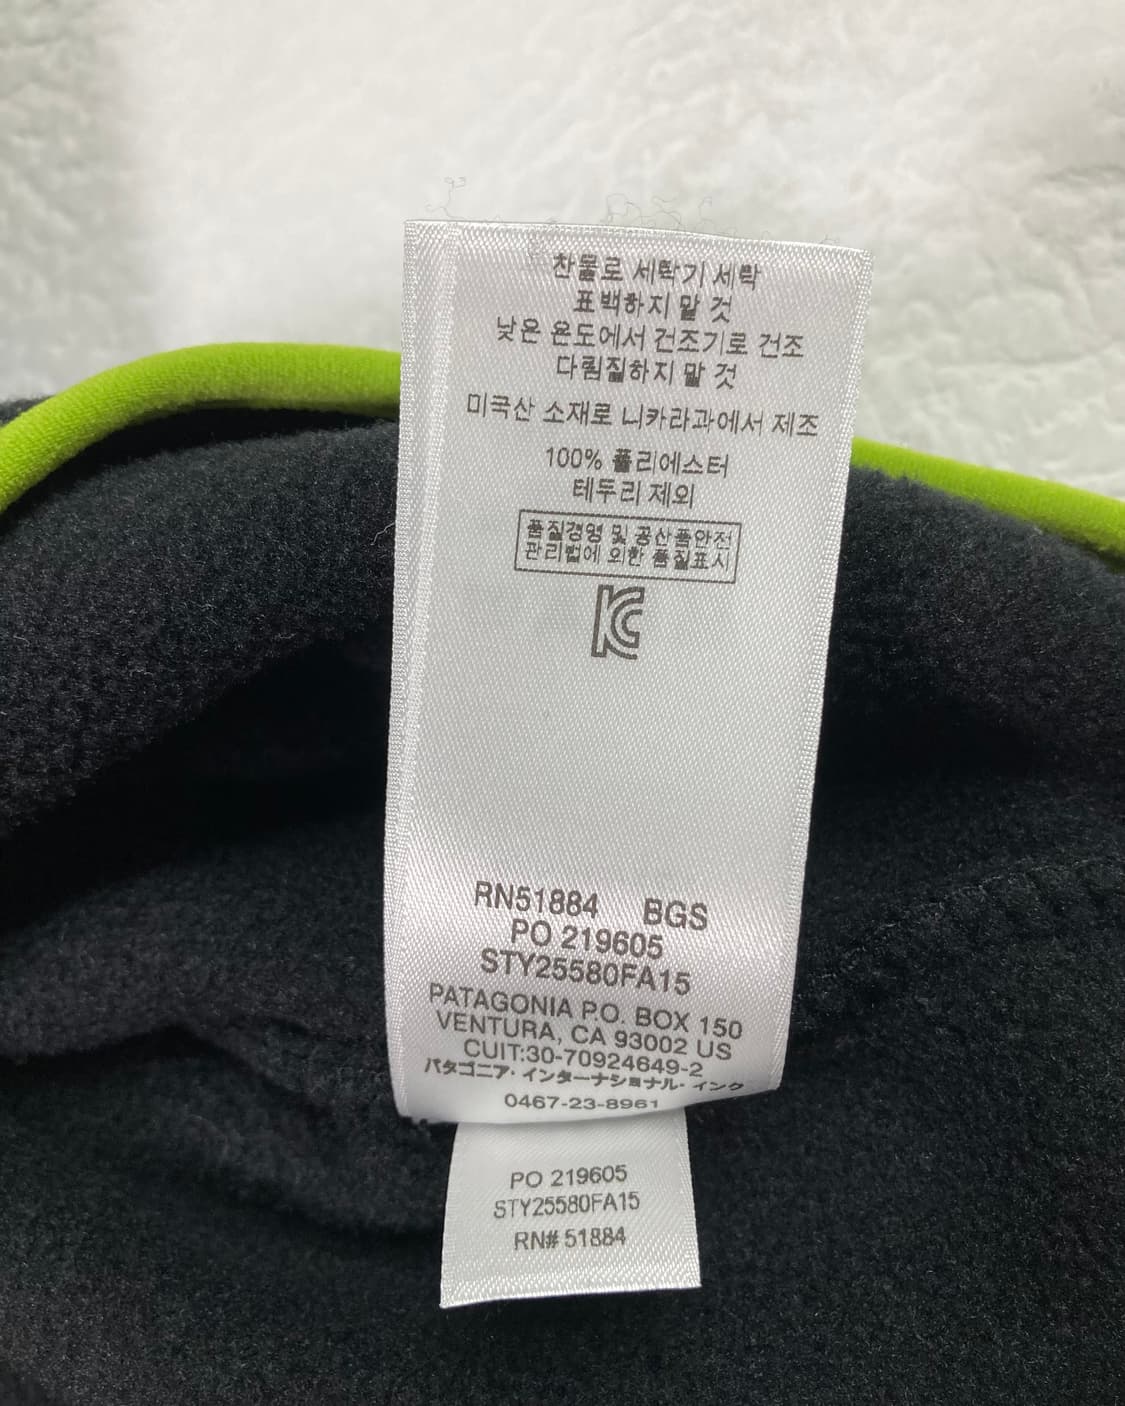 찬물로 세탁기 세탁
표백하지 말 것
낮은 온도에서 건조기로 건조
다림질하지 말 것
미국산 소재로 니카라과에서 제조
100% 폴리에스터
테두리 제외
품질경영 및 공산품안전
관리법에 의한 품질표시
KC
RN51884 BGS
PO 219605
STY25580FA15
PATAGONIA P.O. BOX 150
VENTURA, CA 93002 US
CUIT:30-70924649-2
パタゴニア・インターナショナル・インク
0467-23-8961
PO 219605
STY25580FA15
RN# 51884